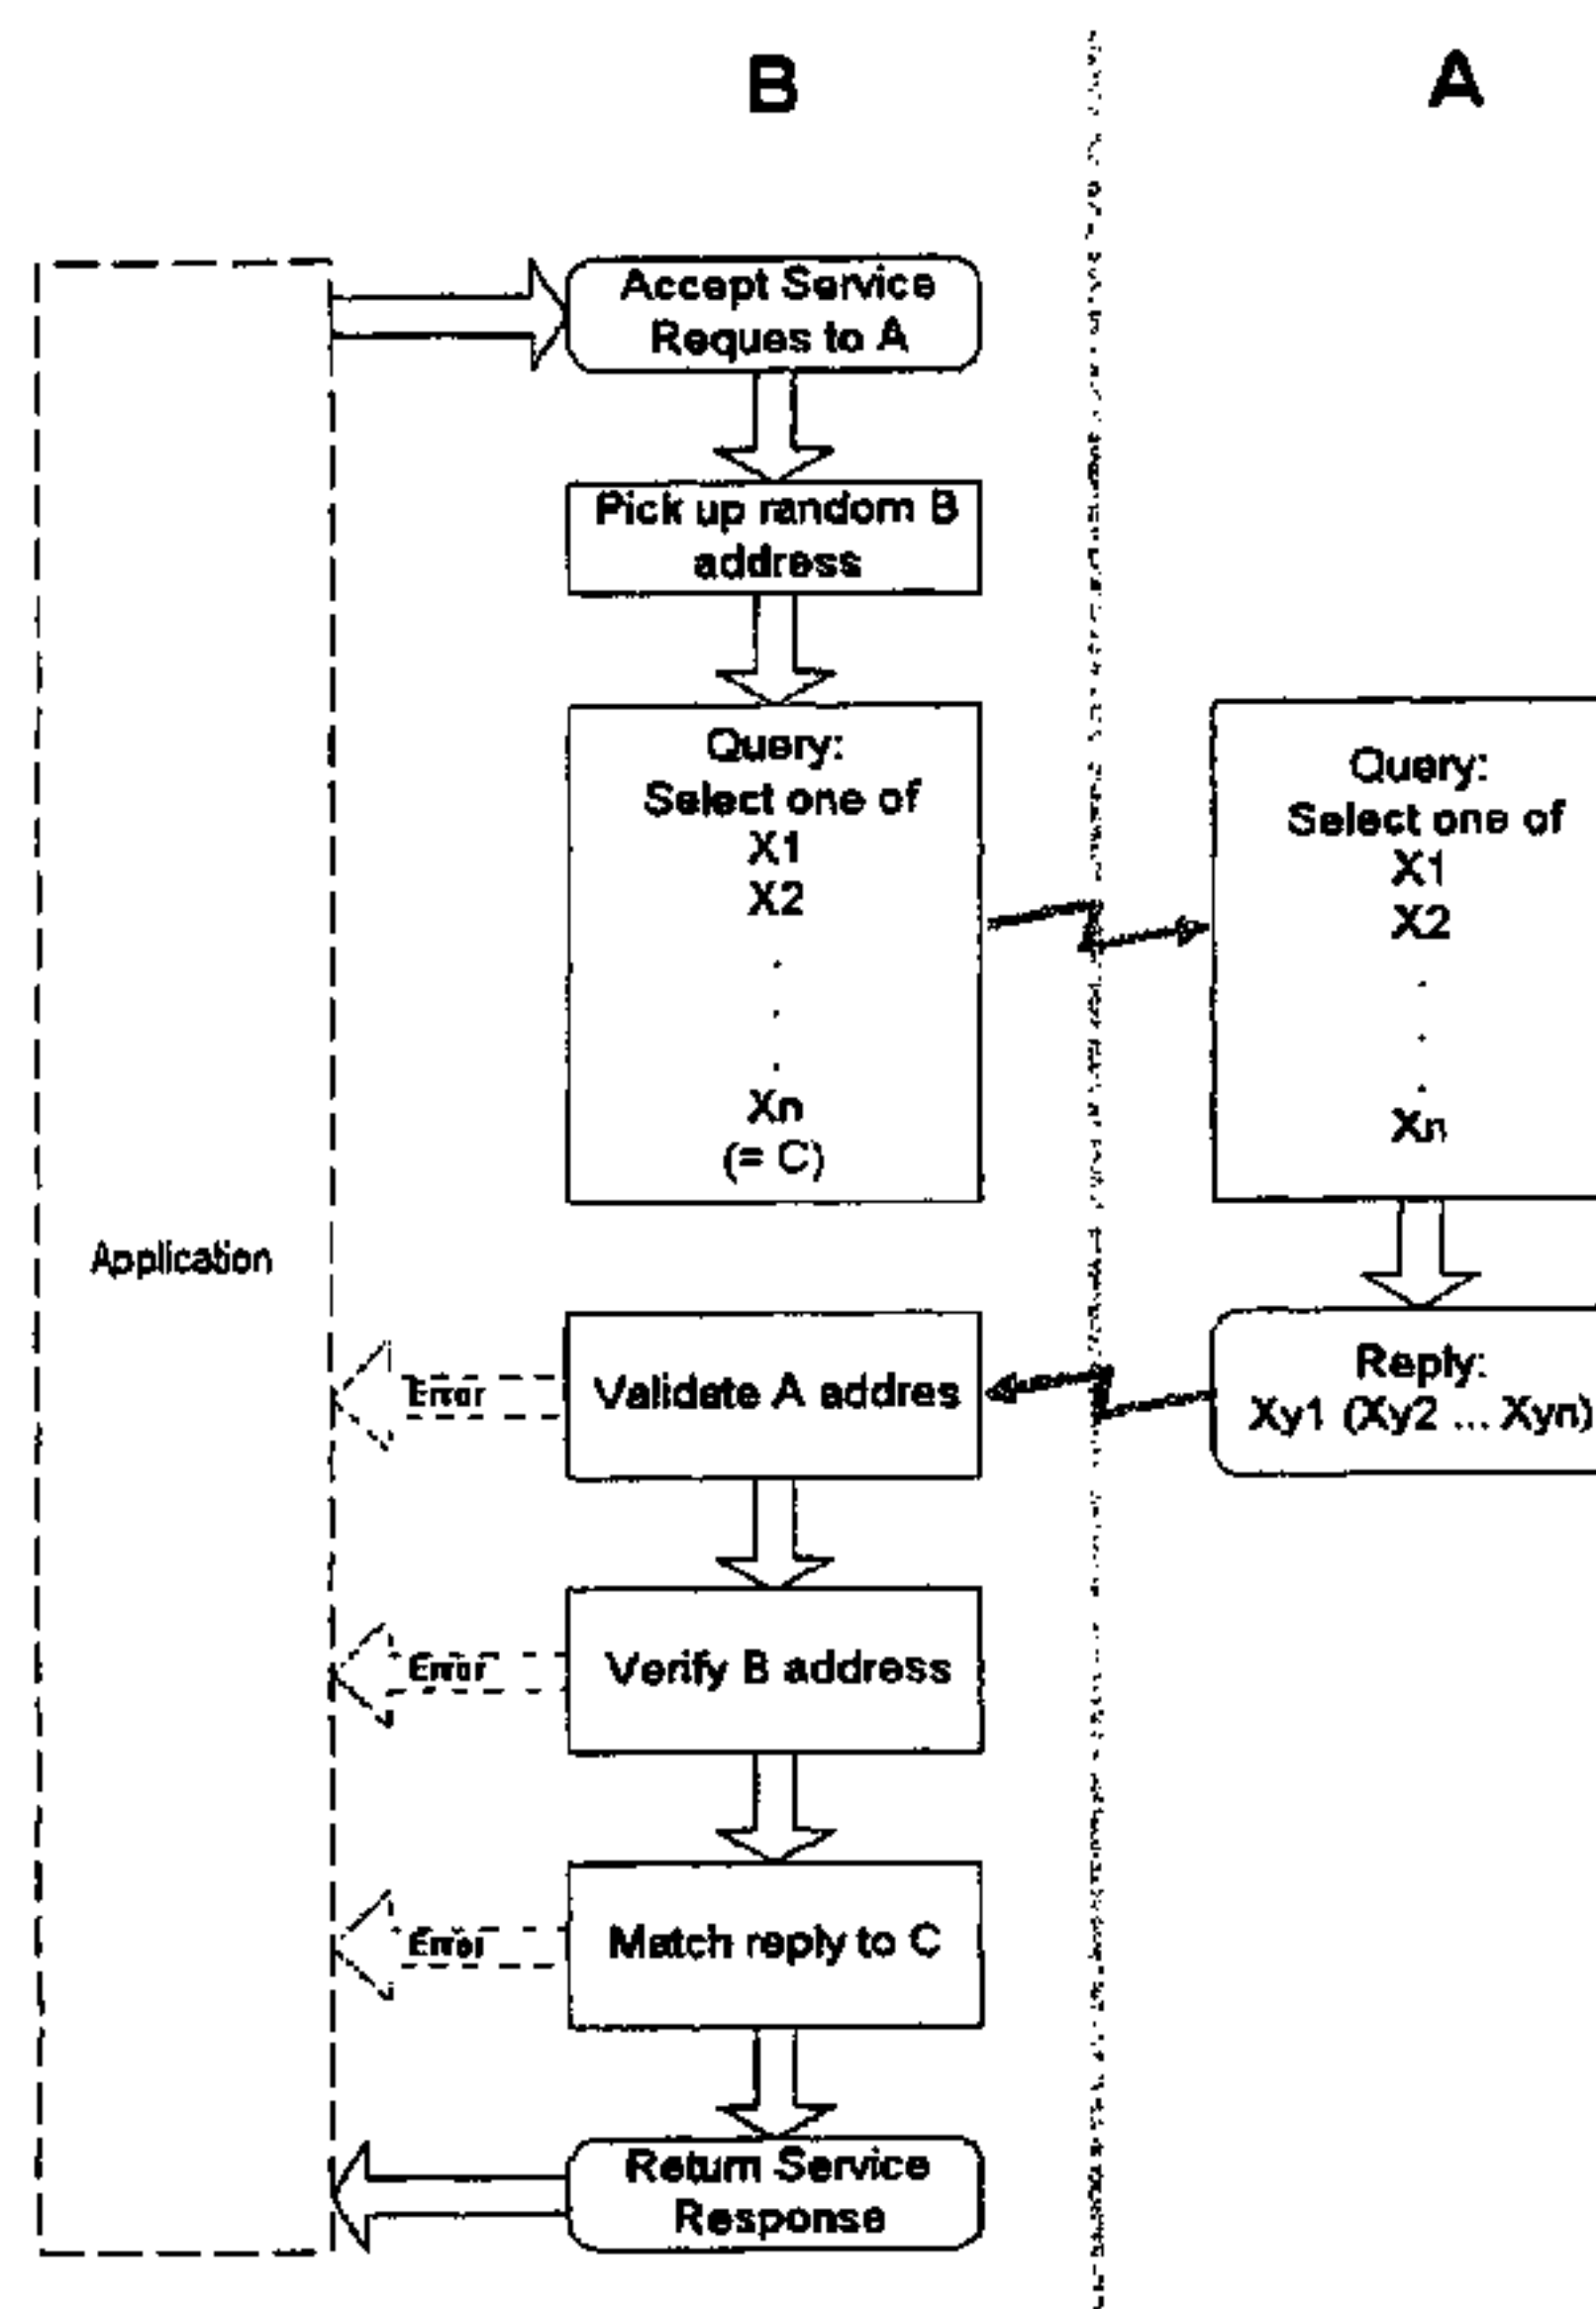 B
A
Accept Service
Reques to A
Pick up random B
address
Query:
Select one of
X1
X2
.
.
.
Xn
(= C)
Query:
Select one of
X1
X2
.
.
.
Xn
Application
Error
Validate A addres
Reply:
Xy1 (Xy2 ... Xyn)
Error
Verify B address
Error
Match reply to C
Return Service
Response